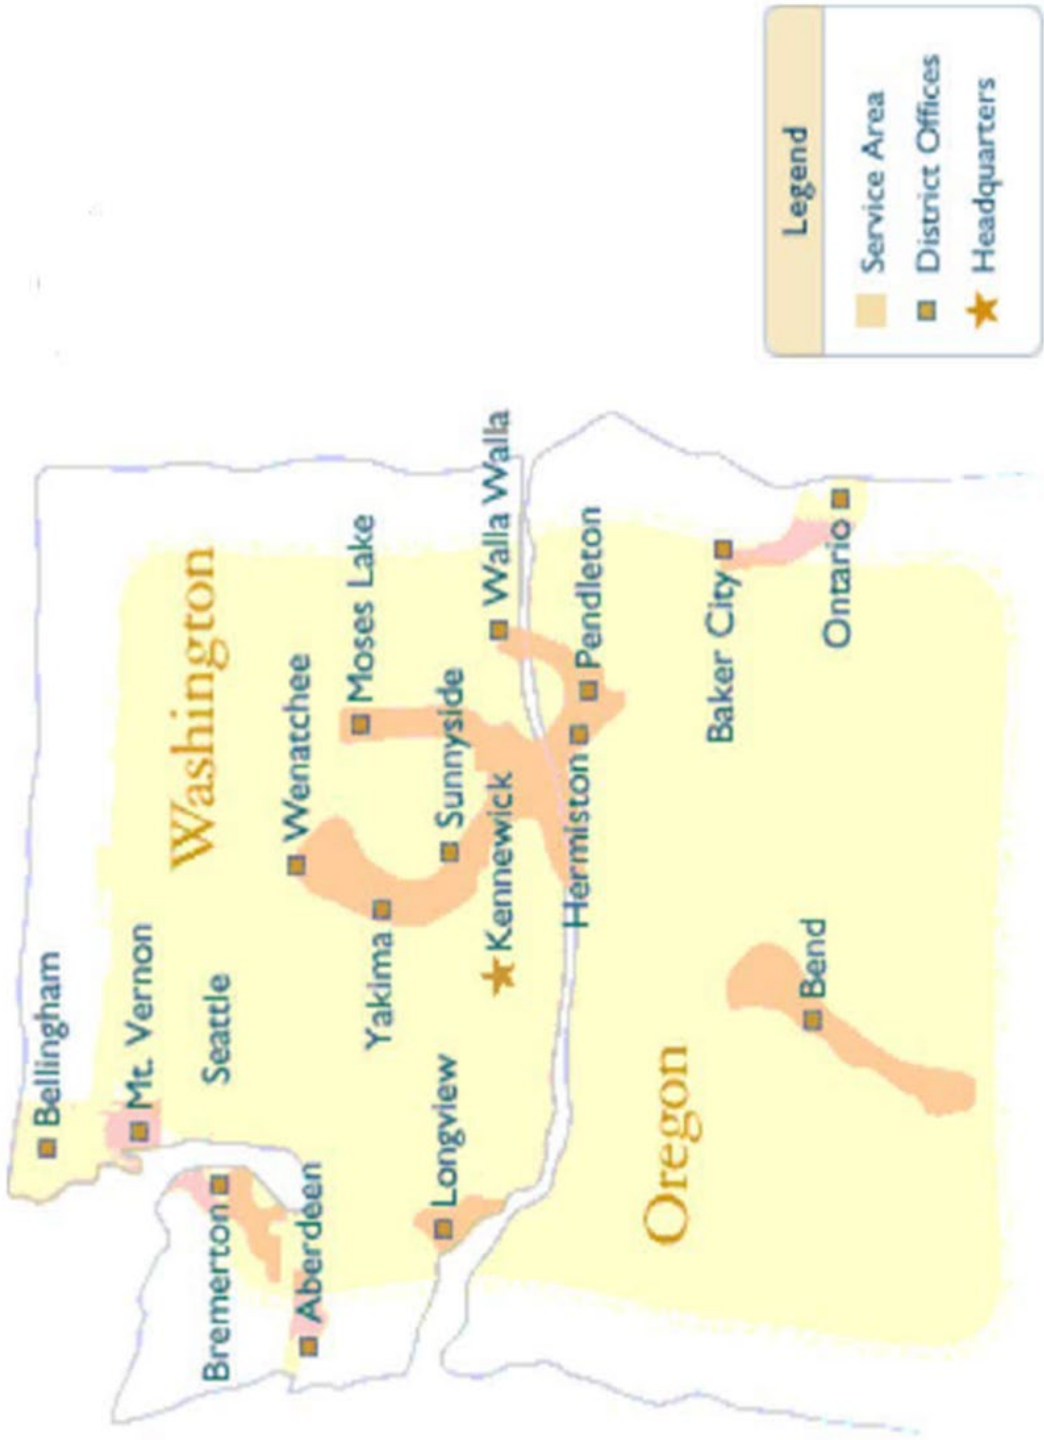 Bellingham
Mt. Vernon
Seattle
Washington
Bremerton
Wenatchee
Aberdeen
Moses Lake
Yakima
Sunnyside
Longview
Kennewick
Walla Walla
Hermiston
Pendleton
Oregon
Baker City
Bend
Ontario
Legend
Service Area
District Offices
Headquarters